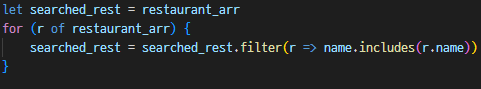 let searched_rest = restaurant_arr
for (r of restaurant_arr) {
    searched_rest = searched_rest.filter(r => name.includes(r.name))
}